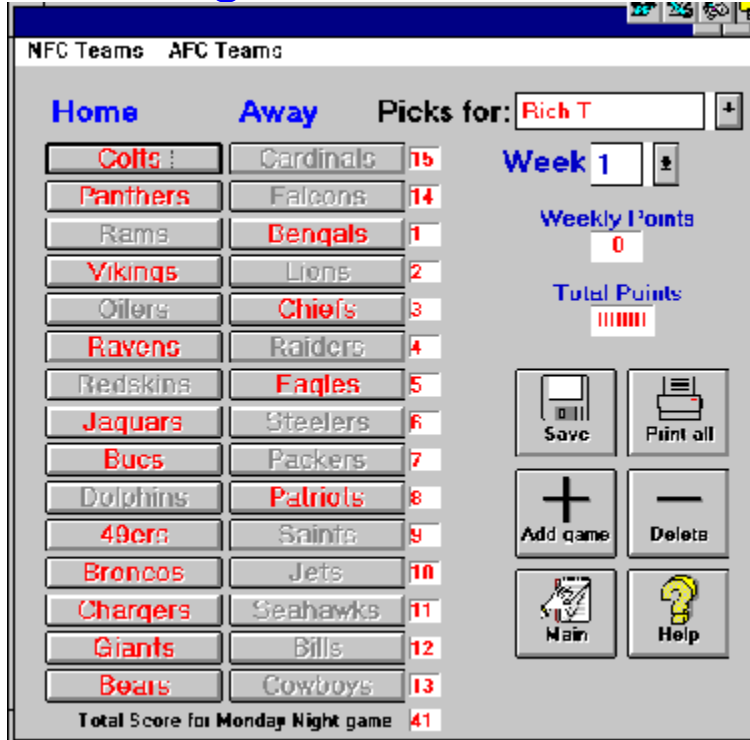 NFC Teams AFC Teams
Home Away Picks for: Rich T
Colts Cardinals 15 Week 1
Panthers Falcons 14
Rams Bengals 1 Weekly Points
0
Vikings Lions 2
Oilers Chiefs 3 Total Points
Ravens Raiders 4
Redskins Eagles 5
Jaguars Steelers 6 Save Print all
Bucs Packers 7
Dolphins Patriots 8
49ers Saints 9 Add game Delete
Broncos Jets 10
Chargers Seahawks 11
Giants Bills 12 Main Help
Bears Cowboys 13
Total Score for Monday Night game 41